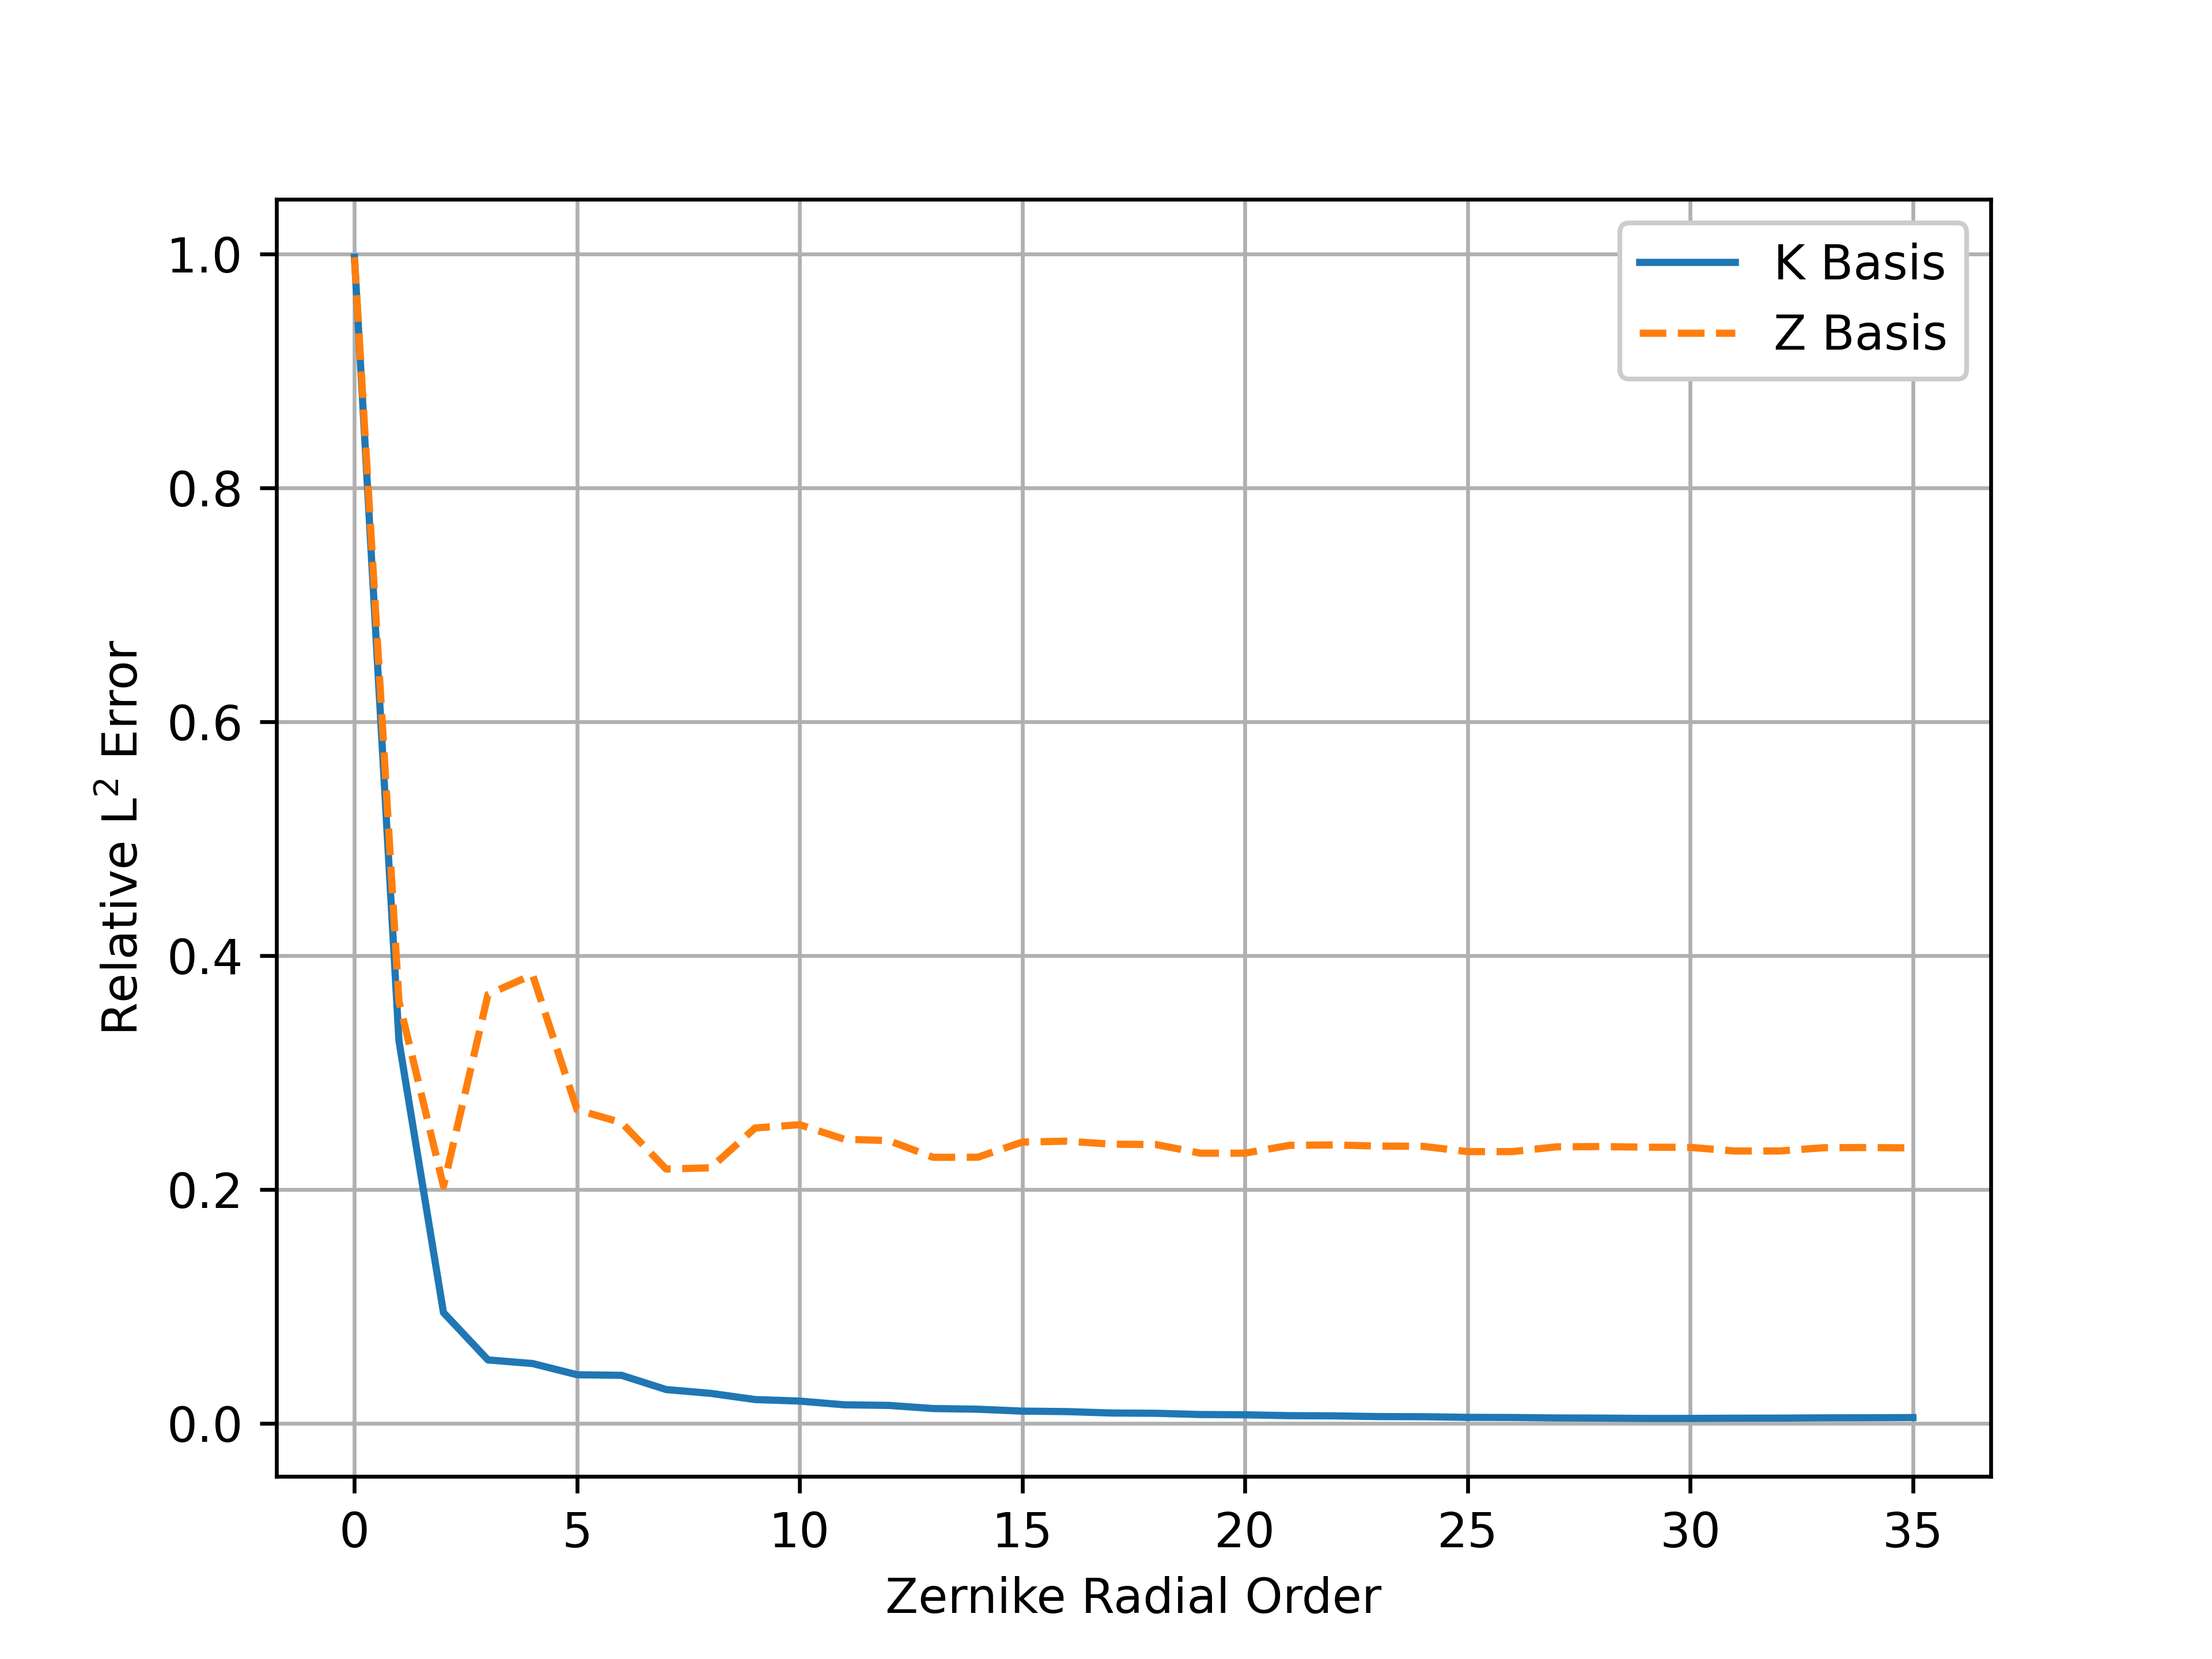 K Basis
Z Basis
1.0
0.8
0.6
0.4
0.2
0.0
Relative L² Error
0 5 10 15 20 25 30 35
Zernike Radial Order